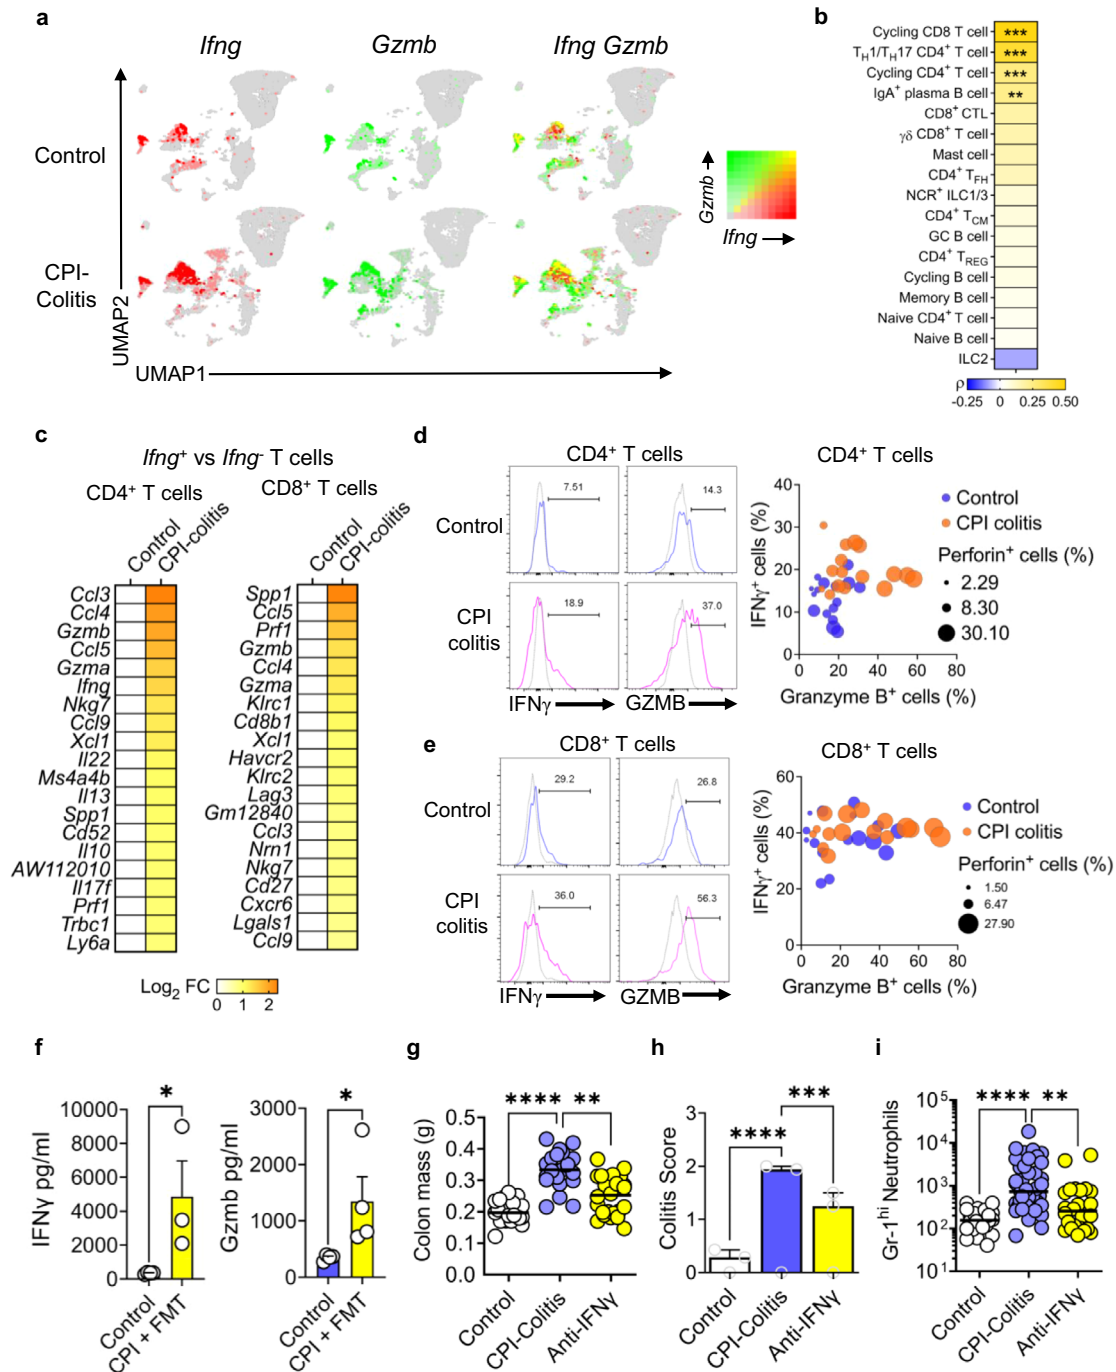 a
Ifng
Gzmb
Ifng Gzmb
Control
CPI-
Colitis
UMAP2
UMAP1
Gzmb
Ifng
b
Cycling CD8 T cell
***
TH1/TH17 CD4+ T cell
***
Cycling CD4+ T cell
***
IgA+ plasma B cell
**
CD8+ CTL
γδ CD8+ T cell
Mast cell
CD4+ TFH
NCR+ ILC1/3
CD4+ TCM
GC B cell
CD4+ TREG
Cycling B cell
Memory B cell
Naive CD4+ T cell
Naive B cell
ILC2
ρ
-0.25 0 0.25 0.50
c
Ifng+ vs Ifng- T cells
CD4+ T cells
CD8+ T cells
Control
CPI-colitis
Control
CPI-colitis
Ccl3
Ccl4
Gzmb
Ccl5
Gzma
Ifng
Nkg7
Ccl9
Xcl1
Il22
Ms4a4b
Il13
Spp1
Cd52
Il10
AW112010
Il17f
Prf1
Trbc1
Ly6a
Spp1
Ccl5
Prf1
Gzmb
Ccl4
Gzma
Klrc1
Cd8b1
Xcl1
Havcr2
Klrc2
Lag3
Gm12840
Ccl3
Nrn1
Nkg7
Cd27
Cxcr6
Lgals1
Ccl9
Log2 FC
0 1 2
d
CD4+ T cells
Control
7.51
14.3
CPI
colitis
18.9
37.0
IFNγ
GZMB
CD4+ T cells
IFNγ+ cells (%)
40
30
20
10
0
0 20 40 60 80
Granzyme B+ cells (%)
Control
CPI colitis
Perforin+ cells (%)
2.29
8.30
30.10
e
CD8+ T cells
Control
29.2
26.8
CPI
colitis
36.0
56.3
IFNγ
GZMB
CD8+ T cells
IFNγ+ cells (%)
60
40
20
0
0 20 40 60 80
Granzyme B+ cells (%)
Control
CPI colitis
Perforin+ cells (%)
1.50
6.47
27.90
f
IFNγ pg/ml
10000
8000
6000
4000
2000
0
*
Control
CPI + FMT
Gzmb pg/ml
3000
2000
1000
0
*
Control
CPI + FMT
g
Colon mass (g)
0.5
0.4
0.3
0.2
0.1
0.0
**** **
Control
CPI-Colitis
Anti-IFNγ
h
Colitis Score
3
2
1
0
***
****
Control
CPI-Colitis
Anti-IFNγ
i
Gr-1hi Neutrophils
105
104
103
102
101
**** **
Control
CPI-Colitis
Anti-IFNγ